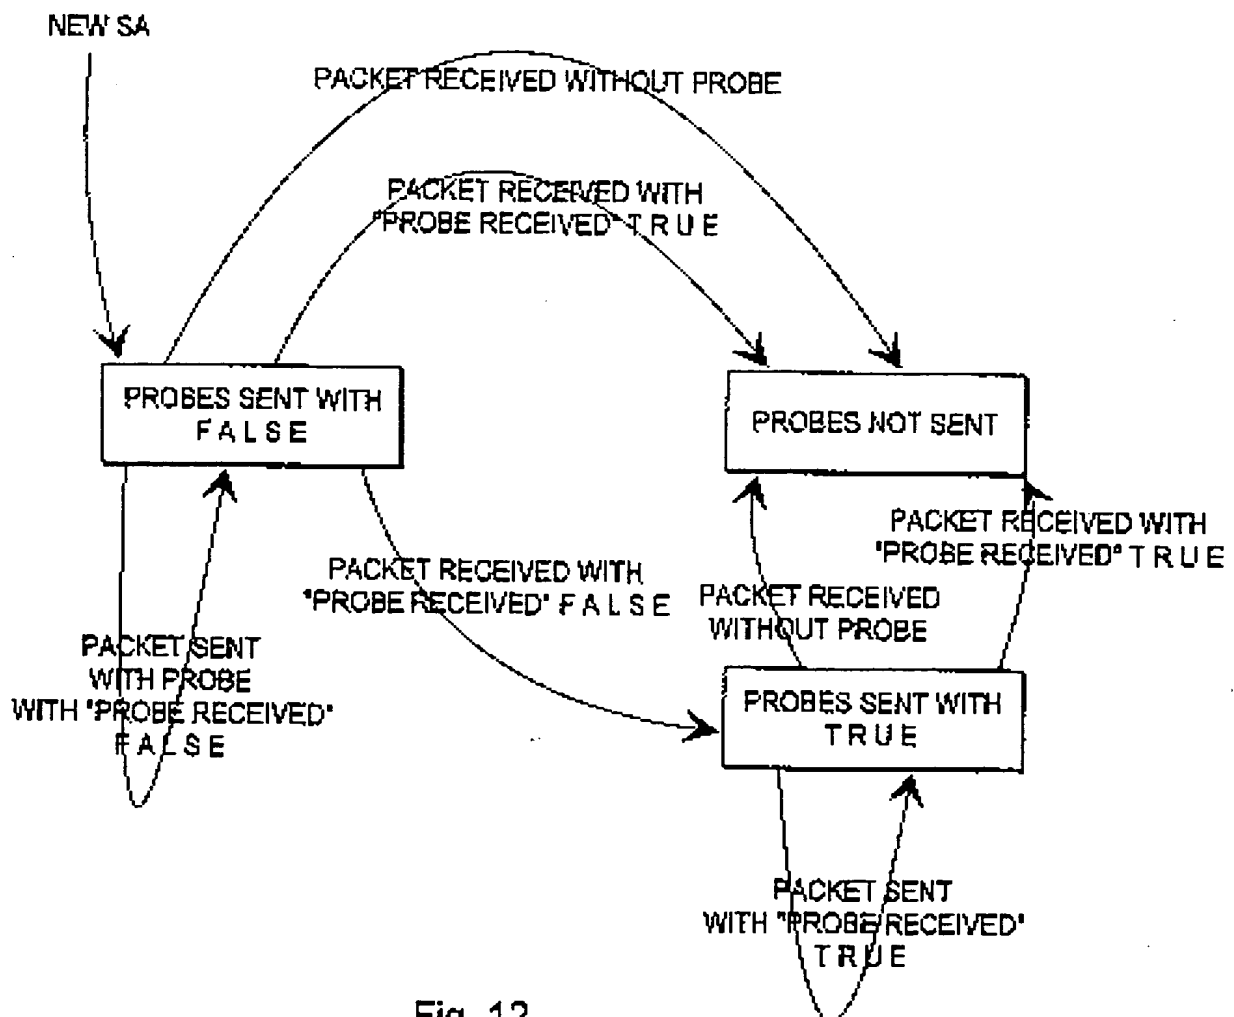 NEW SA
PACKET RECEIVED WITHOUT PROBE
PACKET RECEIVED WITH
"PROBE RECEIVED" T R U E
PROBES SENT WITH
F A L S E
PROBES NOT SENT
PACKET RECEIVED WITH
"PROBE RECEIVED" T R U E
PACKET RECEIVED WITH
"PROBE RECEIVED" F A L S E
PACKET RECEIVED
WITHOUT PROBE
PACKET SENT
WITH PROBE
WITH "PROBE RECEIVED"
F A L S E
PROBES SENT WITH
T R U E
PACKET SENT
WITH "PROBE RECEIVED"
T R U E
Fig. 12